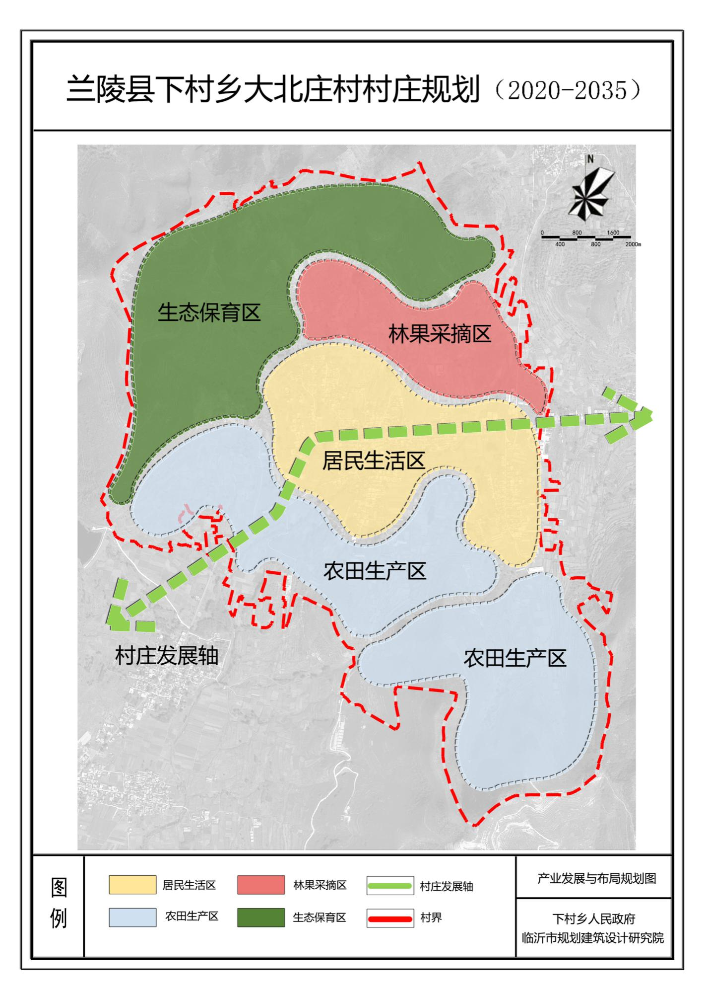 兰陵县下村乡大北庄村村庄规划（2020-2035）
N
0 800 1600
400 800 2000m
生态保育区
林果采摘区
居民生活区
农田生产区
农田生产区
村庄发展轴
图例
居民生活区
林果采摘区
村庄发展轴
农田生产区
生态保育区
村界
产业发展与布局规划图
下村乡人民政府
临沂市规划建筑设计研究院